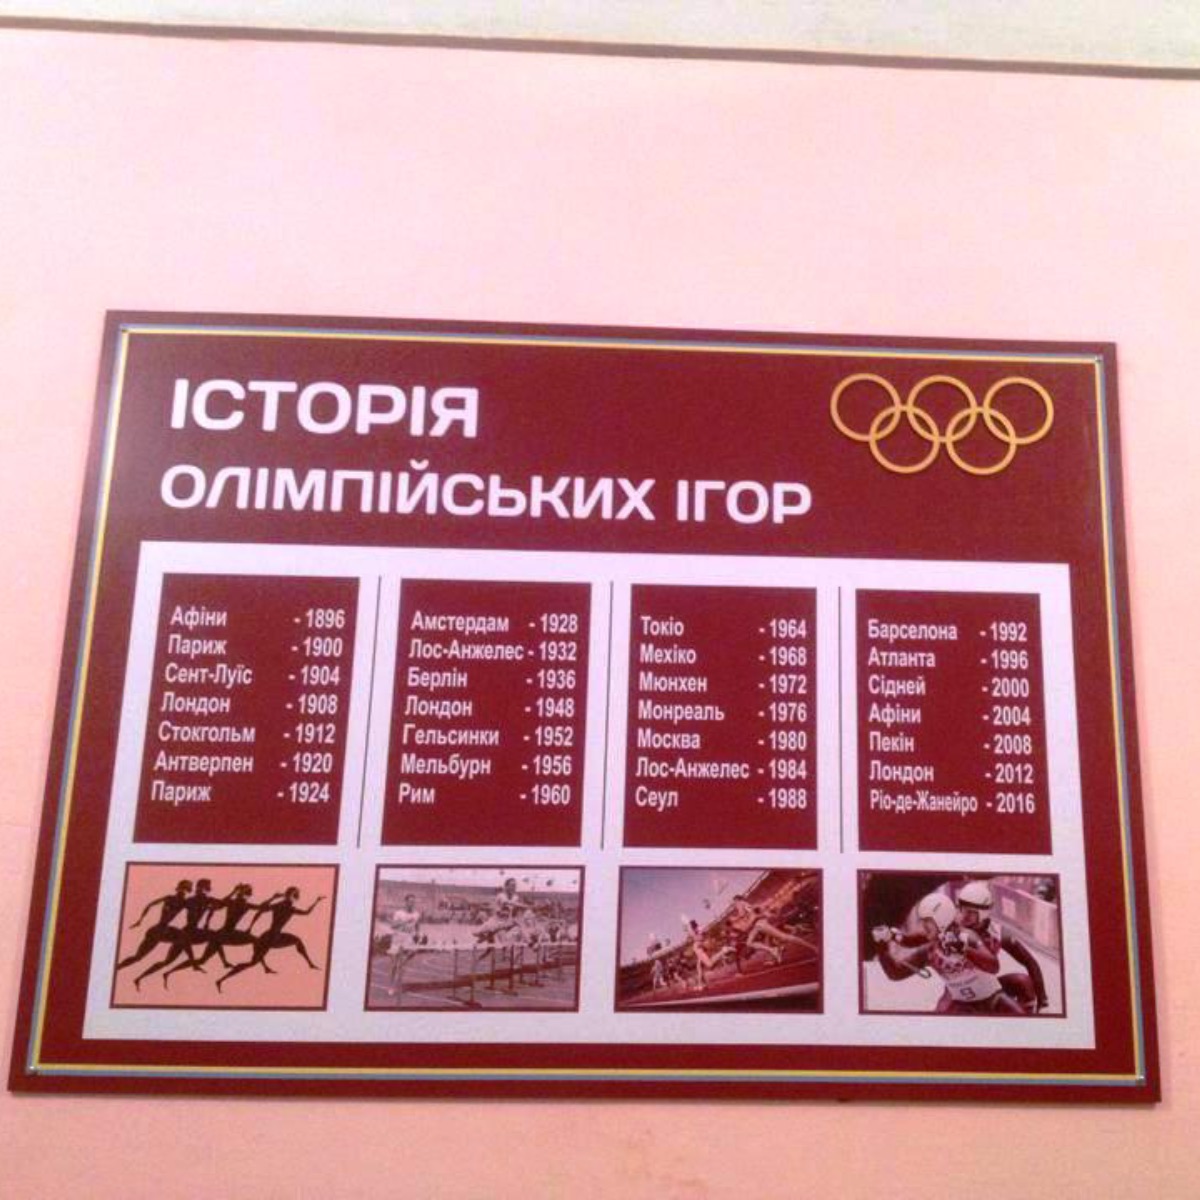 ІСТОРІЯ
ОЛІМПІЙСЬКИХ ІГОР
Афіни - 1896
Париж - 1900
Сент-Луїс - 1904
Лондон - 1908
Стокгольм - 1912
Антверпен - 1920
Париж - 1924
Амстердам - 1928
Лос-Анжелес - 1932
Берлін - 1936
Лондон - 1948
Гельсинки - 1952
Мельбурн - 1956
Рим - 1960
Токіо - 1964
Мехіко - 1968
Мюнхен - 1972
Монреаль - 1976
Москва - 1980
Лос-Анжелес - 1984
Сеул - 1988
Барселона - 1992
Атланта - 1996
Сідней - 2000
Афіни - 2004
Пекін - 2008
Лондон - 2012
Ріо-де-Жанейро - 2016
9